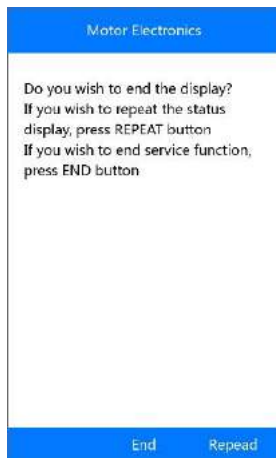 Motor Electronics
Do you wish to end the display?
If you wish to repeat the status
display, press REPEAT button
If you wish to end service function,
press END button
End Repead